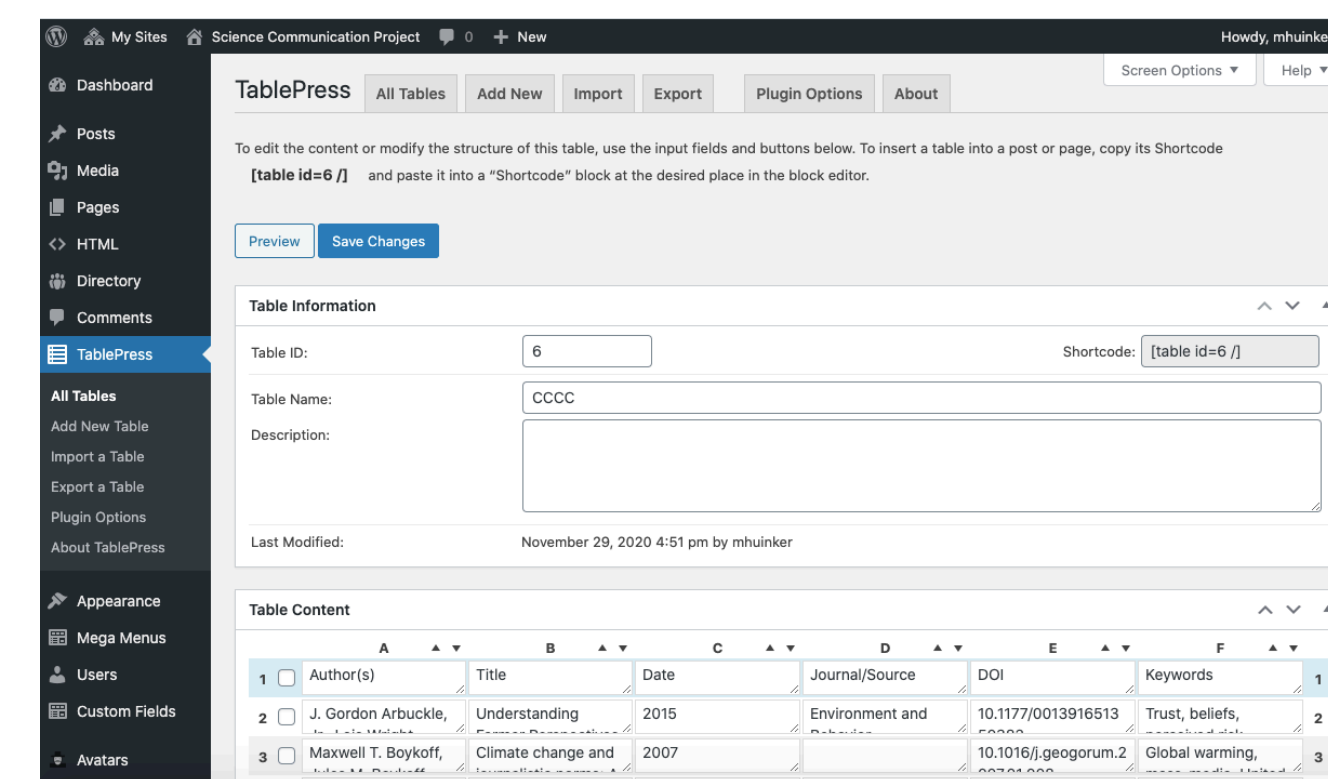 My Sites Science Communication Project 0 + New Howdy, mhuinke
Screen Options ▼ Help ▼
Dashboard
Posts
Media
Pages
HTML
Directory
Comments
TablePress
All Tables
Add New Table
Import a Table
Export a Table
Plugin Options
About TablePress
Appearance
Mega Menus
Users
Custom Fields
Avatars
TablePress All Tables Add New Import Export Plugin Options About
To edit the content or modify the structure of this table, use the input fields and buttons below. To insert a table into a post or page, copy its Shortcode
[table id=6 /] and paste it into a “Shortcode” block at the desired place in the block editor.
Preview Save Changes
Table Information
Table ID: 6 Shortcode: [table id=6 /]
Table Name: CCCC
Description:
Last Modified: November 29, 2020 4:51 pm by mhuinker
Table Content
A B C D E F
1 Author(s) Title Date Journal/Source DOI Keywords 1
2 J. Gordon Arbuckle, Understanding 2015 Environment and 10.1177/0013916513 Trust, beliefs, 2
3 Maxwell T. Boykoff, Climate change and 2007 10.1016/j.geogorum.2 Global warming, 3